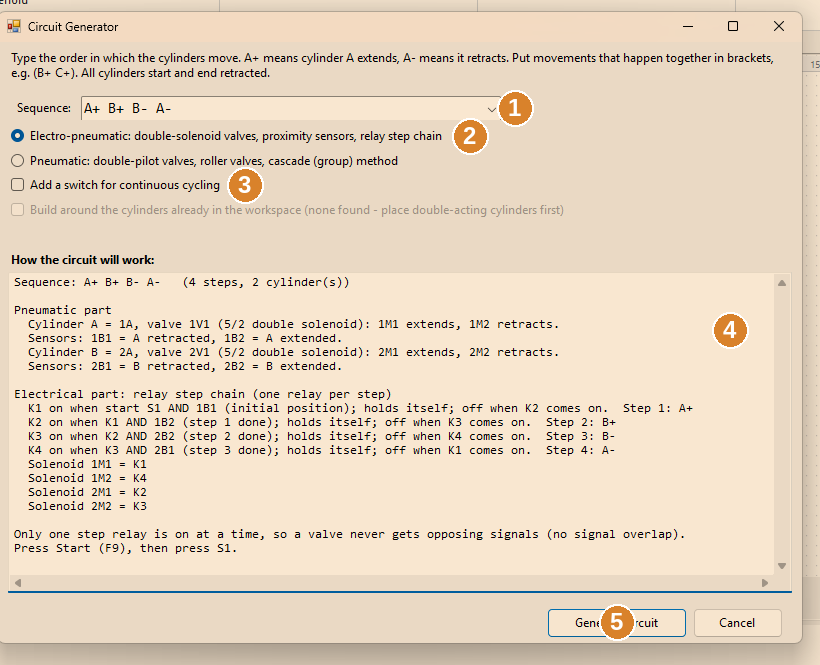 Circuit Generator
Type the order in which the cylinders move. A+ means cylinder A extends, A- means it retracts. Put movements that happen together in brackets,
e.g. (B+ C+). All cylinders start and end retracted.
Sequence: A+ B+ B- A- 1
Electro-pneumatic: double-solenoid valves, proximity sensors, relay step chain 2
Pneumatic: double-pilot valves, roller valves, cascade (group) method
Add a switch for continuous cycling 3
Build around the cylinders already in the workspace (none found - place double-acting cylinders first)
How the circuit will work:
Sequence: A+ B+ B- A- (4 steps, 2 cylinder(s))
Pneumatic part
Cylinder A = 1A, valve 1V1 (5/2 double solenoid): 1M1 extends, 1M2 retracts.
4
Sensors: 1B1 = A retracted, 1B2 = A extended.
Cylinder B = 2A, valve 2V1 (5/2 double solenoid): 2M1 extends, 2M2 retracts.
Sensors: 2B1 = B retracted, 2B2 = B extended.
Electrical part: relay step chain (one relay per step)
K1 on when start S1 AND 1B1 (initial position); holds itself; off when K2 comes on. Step 1: A+
K2 on when K1 AND 1B2 (step 1 done); holds itself; off when K3 comes on. Step 2: B+
K3 on when K2 AND 2B2 (step 2 done); holds itself; off when K4 comes on. Step 3: B-
K4 on when K3 AND 2B1 (step 3 done); holds itself; off when K1 comes on. Step 4: A-
Solenoid 1M1 = K1
Solenoid 1M2 = K4
Solenoid 2M1 = K2
Solenoid 2M2 = K3
Only one step relay is on at a time, so a valve never gets opposing signals (no signal overlap).
Press Start (F9), then press S1.
5 Cancel